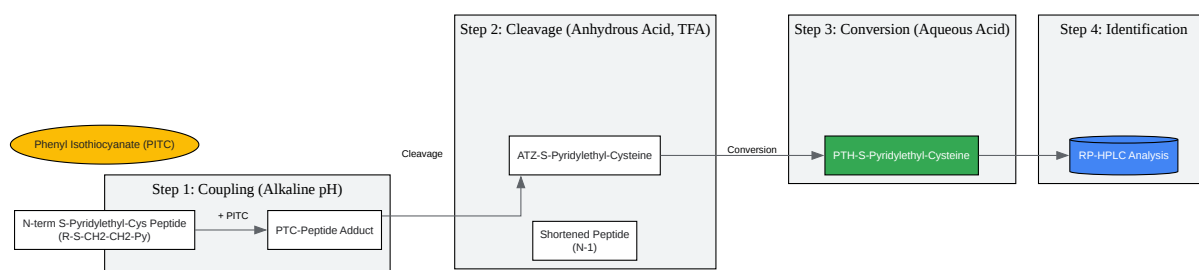 Step 2: Cleavage (Anhydrous Acid, TFA)
Step 3: Conversion (Aqueous Acid)
Step 4: Identification
Phenyl Isothiocyanate (PITC)
Cleavage
ATZ-S-Pyridylethyl-Cysteine
Conversion
PTH-S-Pyridylethyl-Cysteine
RP-HPLC Analysis
Step 1: Coupling (Alkaline pH)
N-term S-Pyridylethyl-Cys Peptide
(R-S-CH2-CH2-Py)
+ PITC
PTC-Peptide Adduct
Shortened Peptide
(N-1)